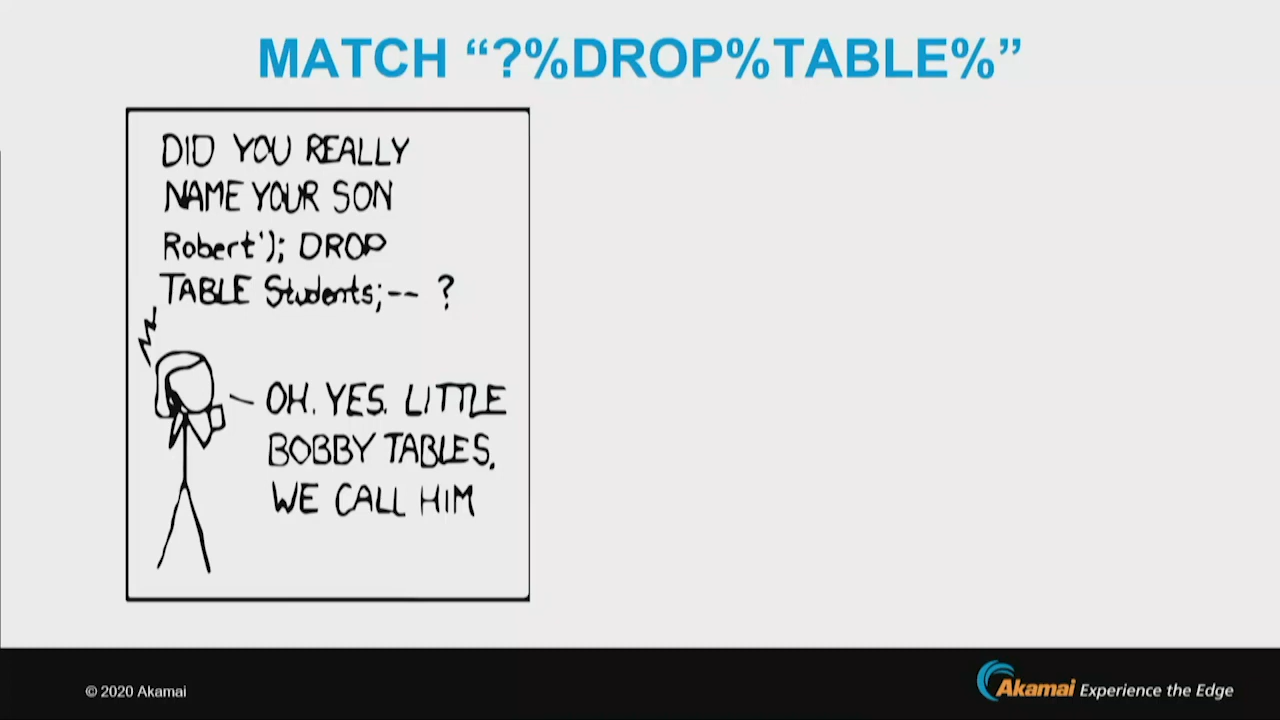 MATCH “?%DROP%TABLE%”
DID YOU REALLY
NAME YOUR SON
Robert'); DROP
TABLE Students;-- ?
OH. YES. LITTLE
BOBBY TABLES.
WE CALL HIM
© 2020 Akamai
Akamai Experience the Edge